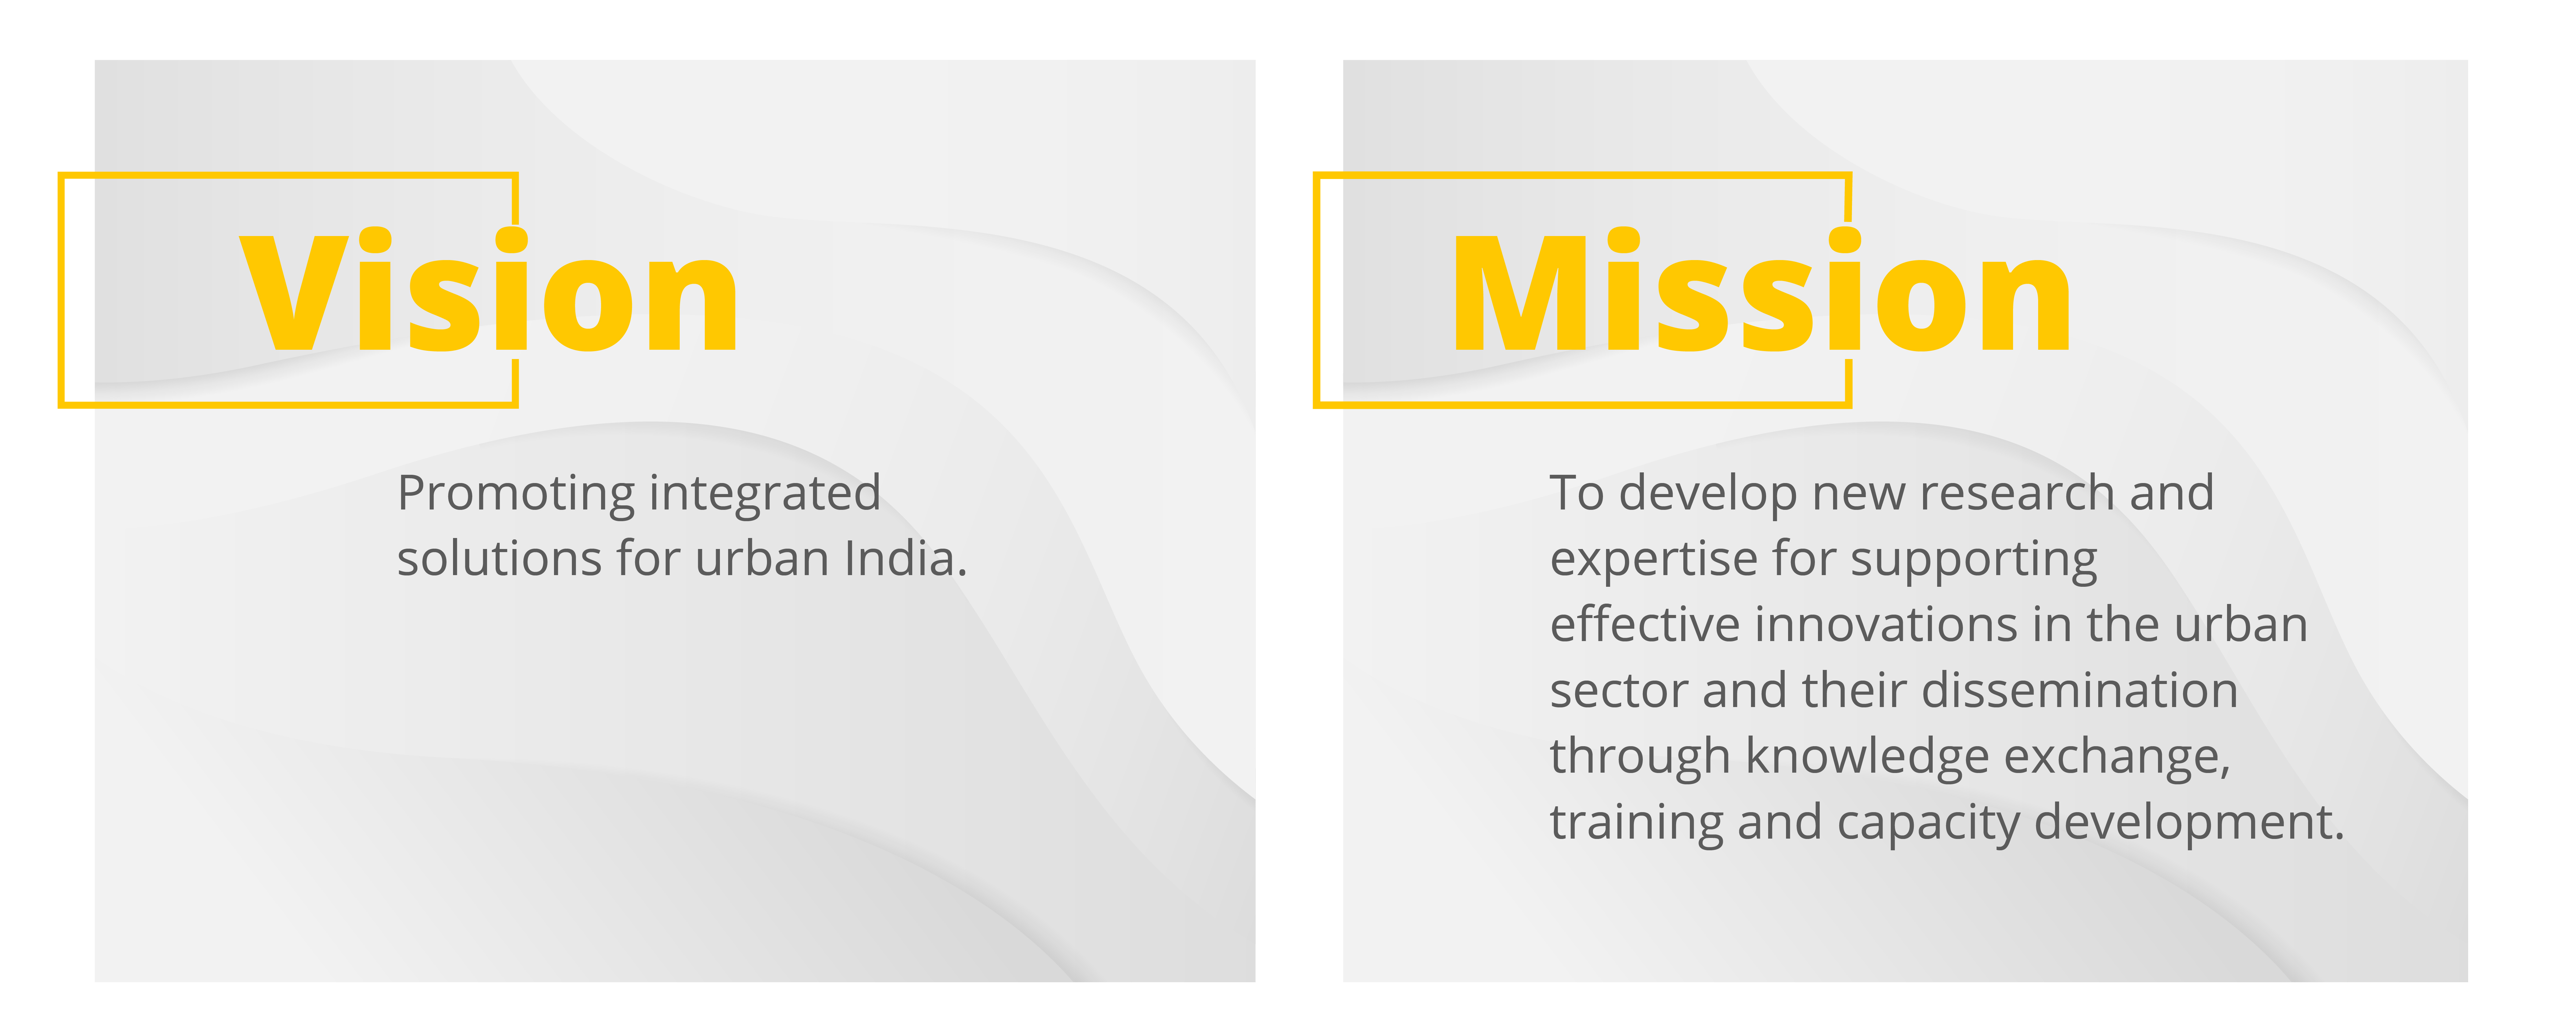 Vision
Promoting integrated
solutions for urban India.
Mission
To develop new research and
expertise for supporting
effective innovations in the urban
sector and their dissemination
through knowledge exchange,
training and capacity development.